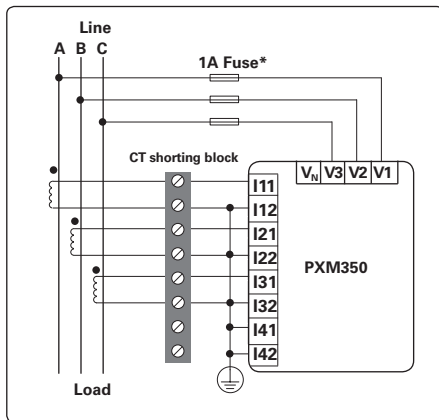 Line
A B C
1A Fuse*
CT shorting block
VN V3 V2 V1
I11
I12
I21
I22
I31
I32
I41
I42
PXM350
Load